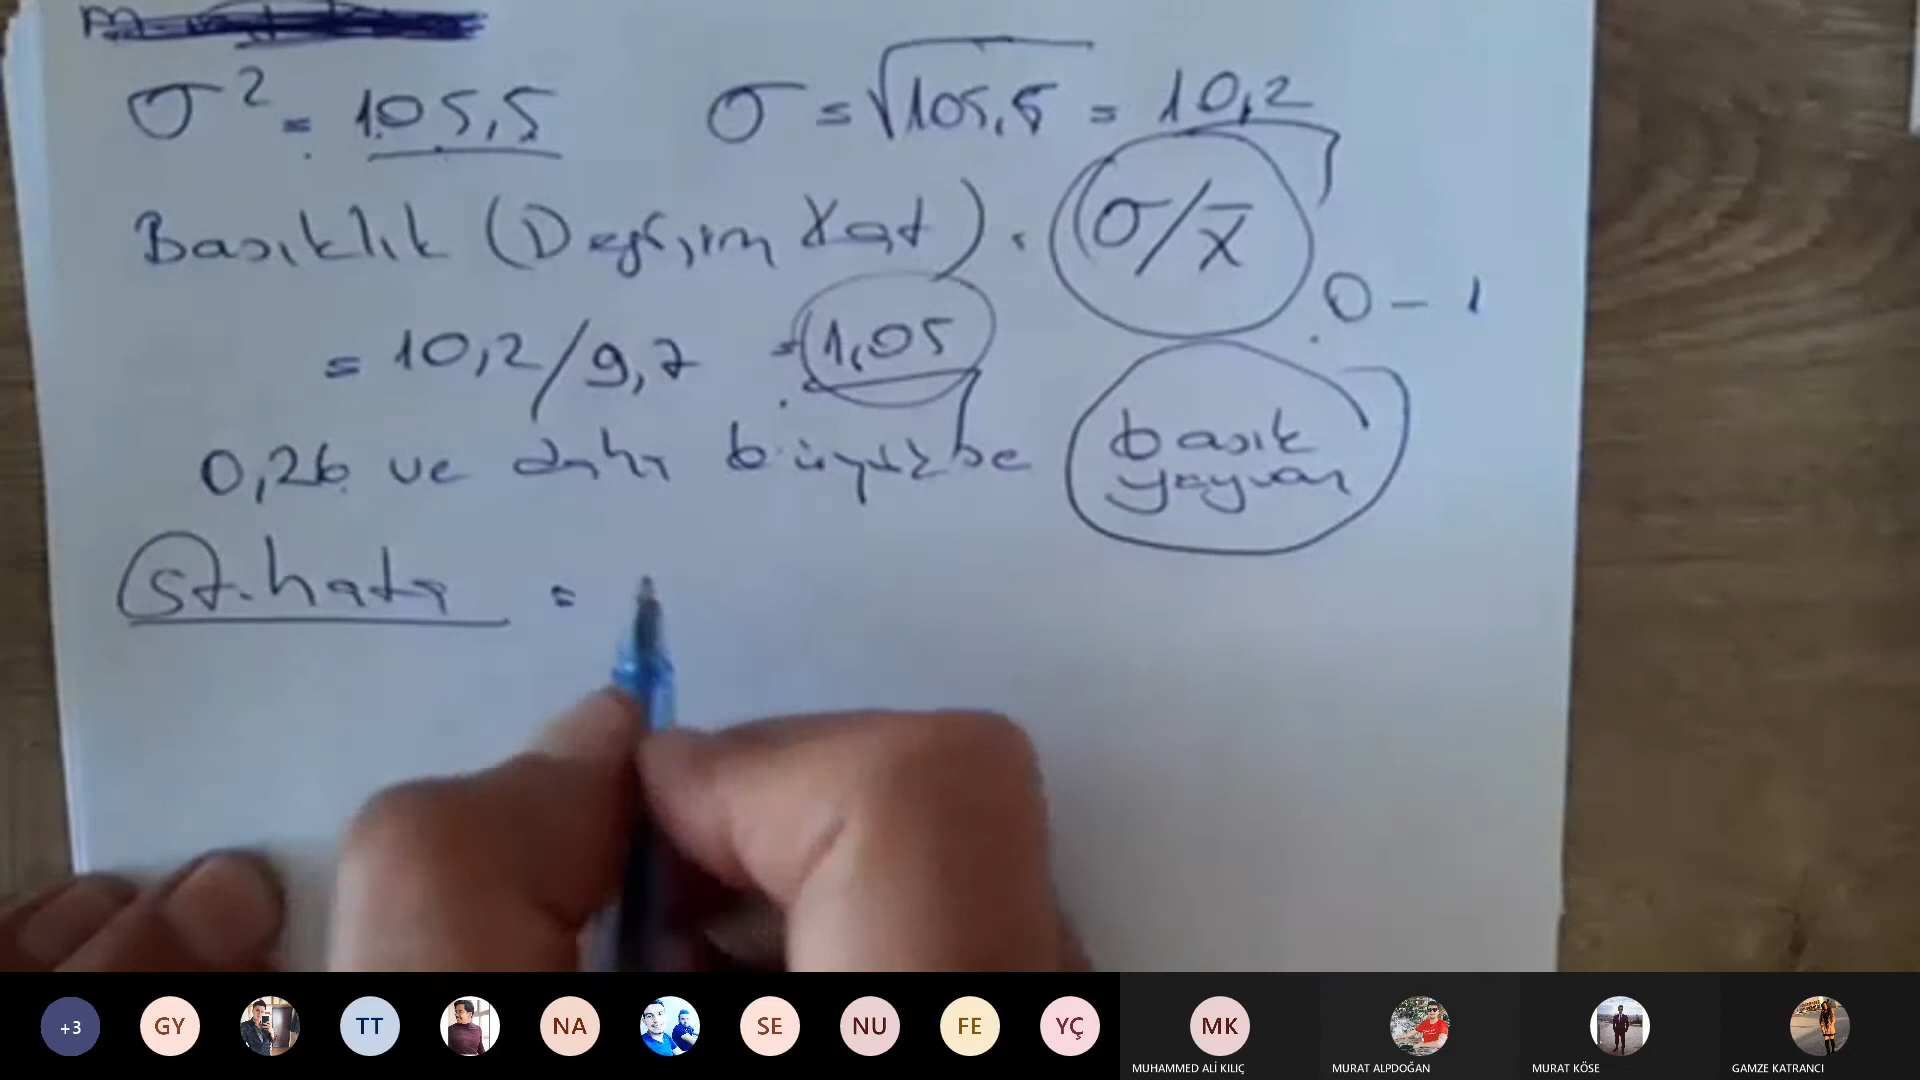 σ² = 105,5 σ = √105,5 = 10,2
Basıklık (Değişim Kat) = σ/x̄
0 – 1
= 10,2/9,7 = 1,05
0,26 ve daha büyükse basık
yayvan
St. hata =
+3 GY TT NA SE NU FE YÇ MK
MUHAMMED ALİ KILIÇ MURAT ALPDOĞAN MURAT KÖSE GAMZE KATRANCI